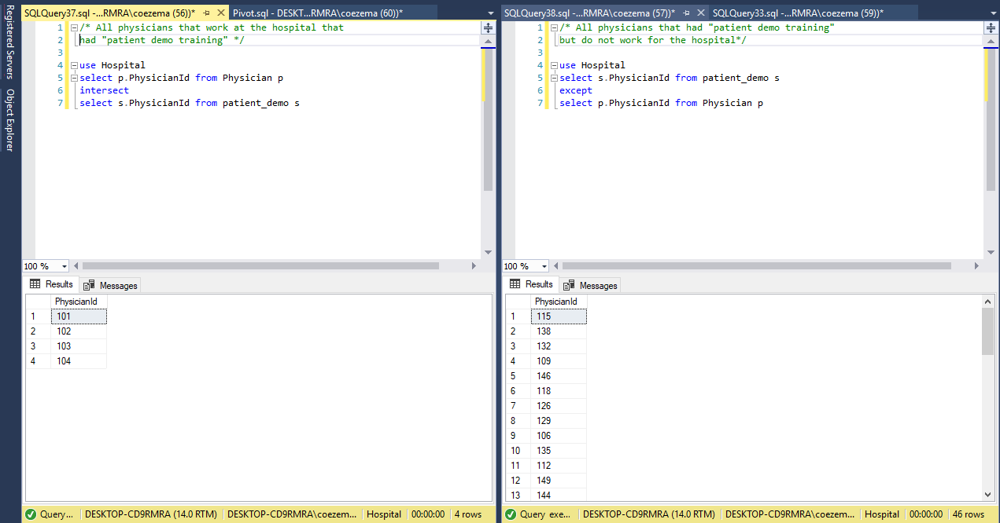 Registered Servers
Object Explorer
SQLQuery37.sql -...RMRA\coezema (56))*
Pivot.sql - DESKT...RMRA\coezema (60))*
1 /* All physicians that work at the hospital that
2 had "patient demo training" */
3
4 use Hospital
5 select p.PhysicianId from Physician p
6 intersect
7 select s.PhysicianId from patient_demo s
100 %
Results
Messages
PhysicianId
1 101
2 102
3 103
4 104
Query...
DESKTOP-CD9RMRA (14.0 RTM)
DESKTOP-CD9RMRA\coezem...
Hospital
00:00:00
4 rows
SQLQuery38.sql -...RMRA\coezema (57))*
SQLQuery33.sql -...RMRA\coezema (59))*
1 /* All physicians that had "patient demo training"
2 but do not work for the hospital*/
3
4 use Hospital
5 select s.PhysicianId from patient_demo s
6 except
7 select p.PhysicianId from Physician p
100 %
Results
Messages
PhysicianId
1 115
2 138
3 132
4 109
5 146
6 118
7 126
8 129
9 106
10 135
11 112
12 149
13 144
Query exe...
DESKTOP-CD9RMRA (14.0 RTM)
DESKTOP-CD9RMRA\coezem...
Hospital
00:00:00
46 rows